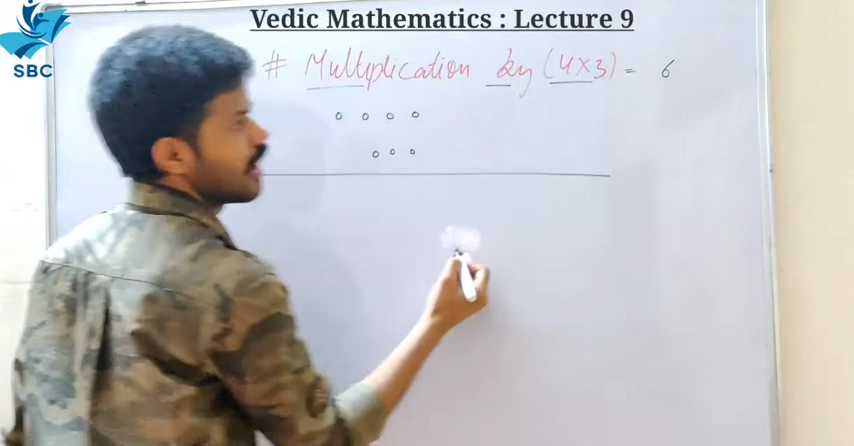 Vedic Mathematics : Lecture 9
SBC
# Multiplication by (4X3) = 6